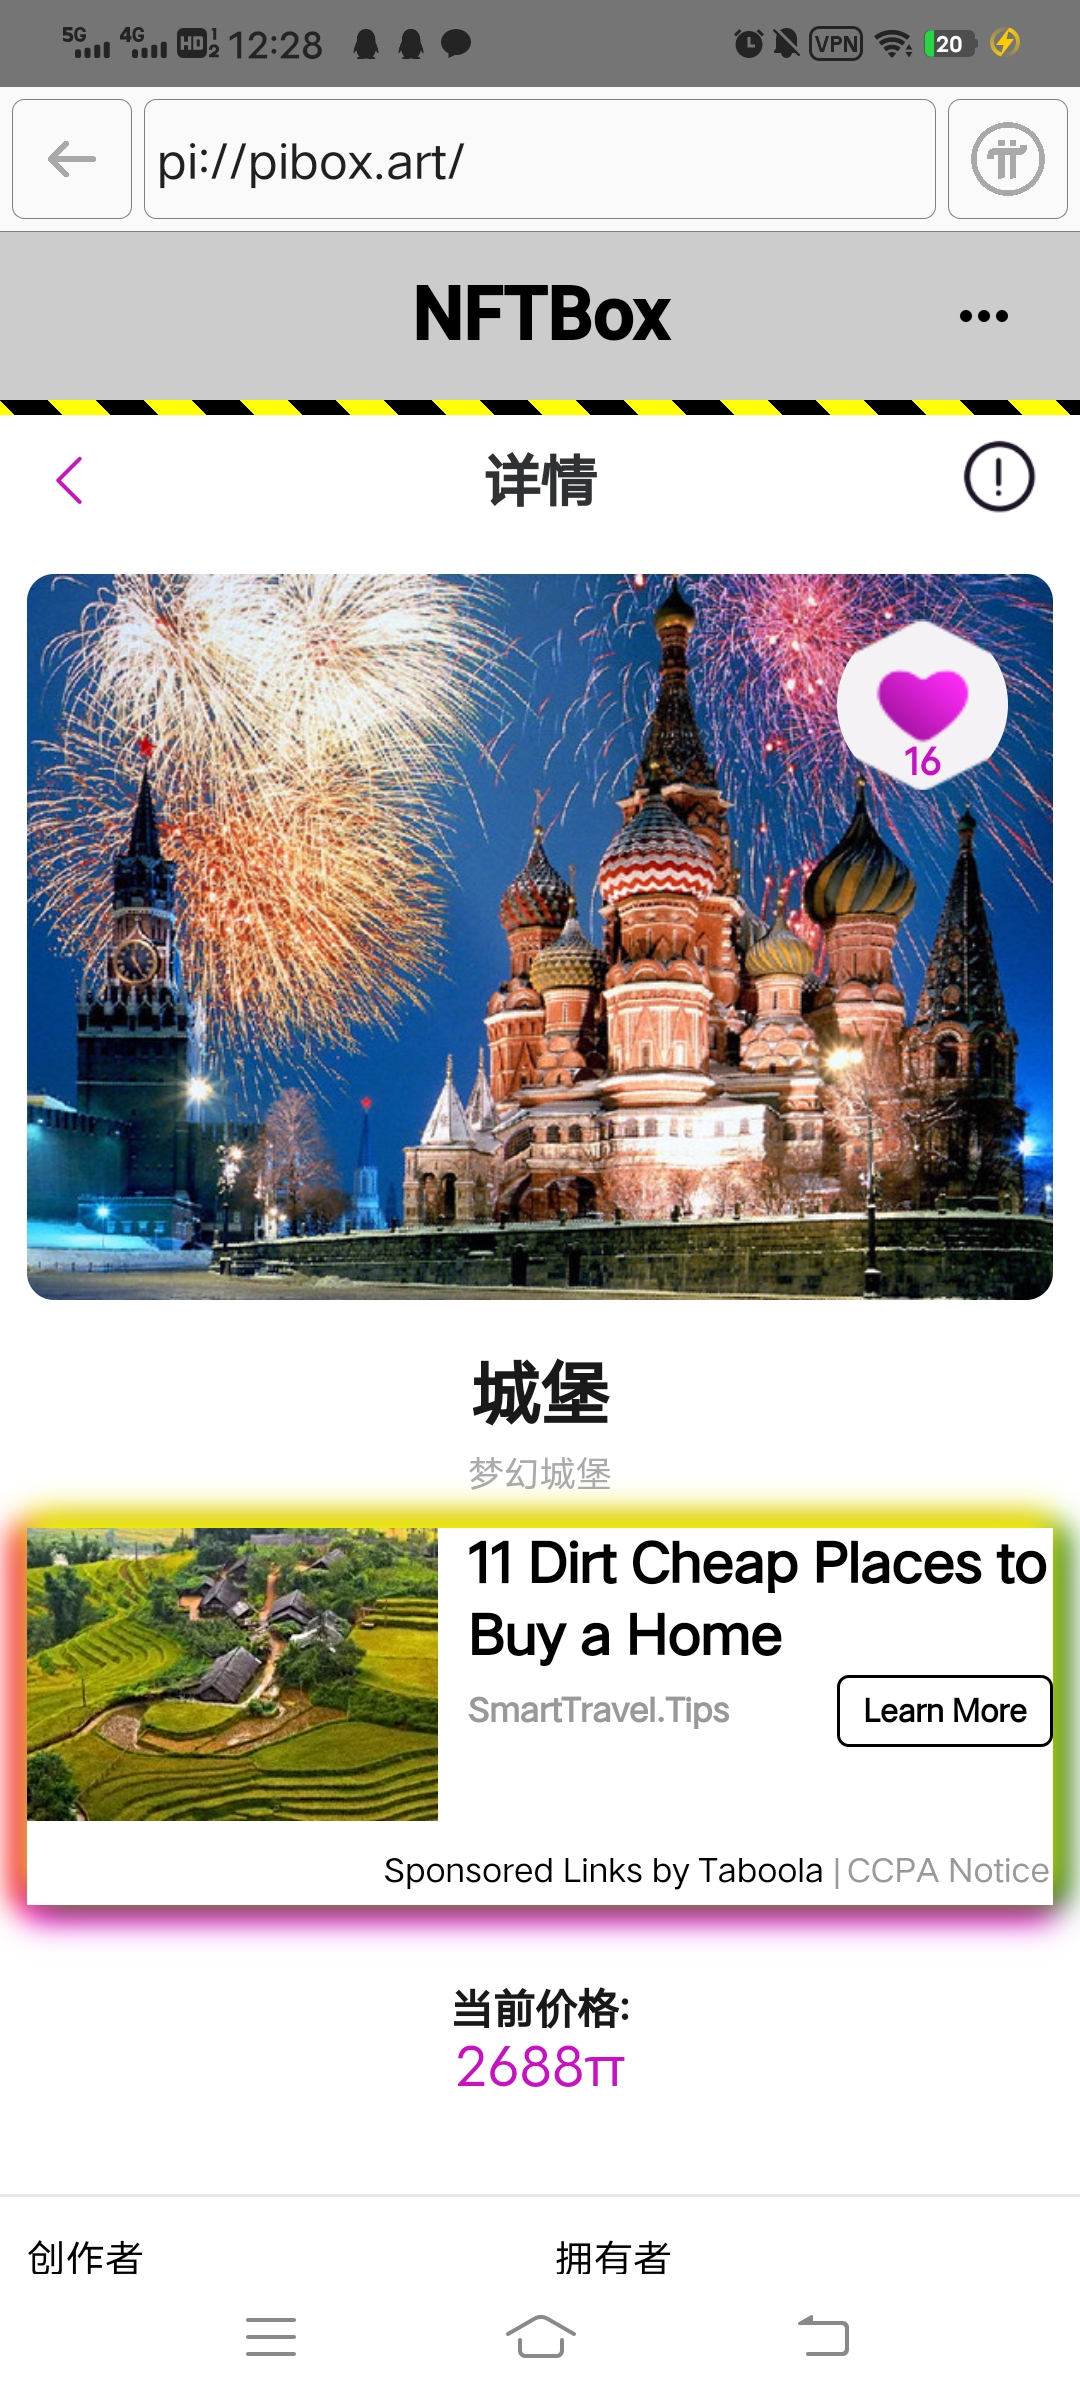 5G 4G HD 1 2 12:28 VPN 20
pi://pibox.art/
NFTBox
详情
16
城堡
梦幻城堡
11 Dirt Cheap Places to
Buy a Home
SmartTravel.Tips
Learn More
Sponsored Links by Taboola | CCPA Notice
当前价格:
2688π
创作者 拥有者